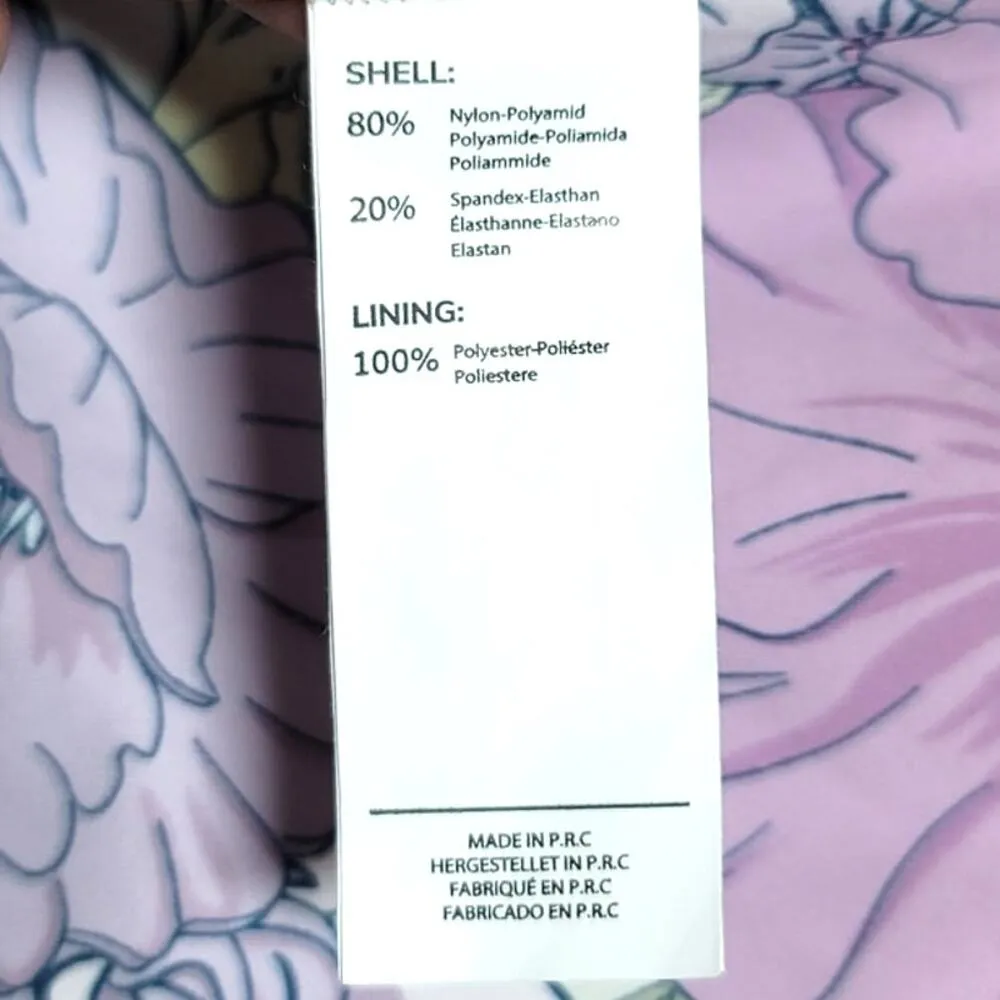 SHELL:
80% Nylon-Polyamid
Polyamide-Poliamida
Poliammide
20% Spandex-Elasthan
Élasthanne-Elastano
Elastan
LINING:
100% Polyester-Poliéster
Poliestere
MADE IN P.R.C
HERGESTELLET IN P.R.C
FABRIQUÉ EN P.R.C
FABRICADO EN P.R.C